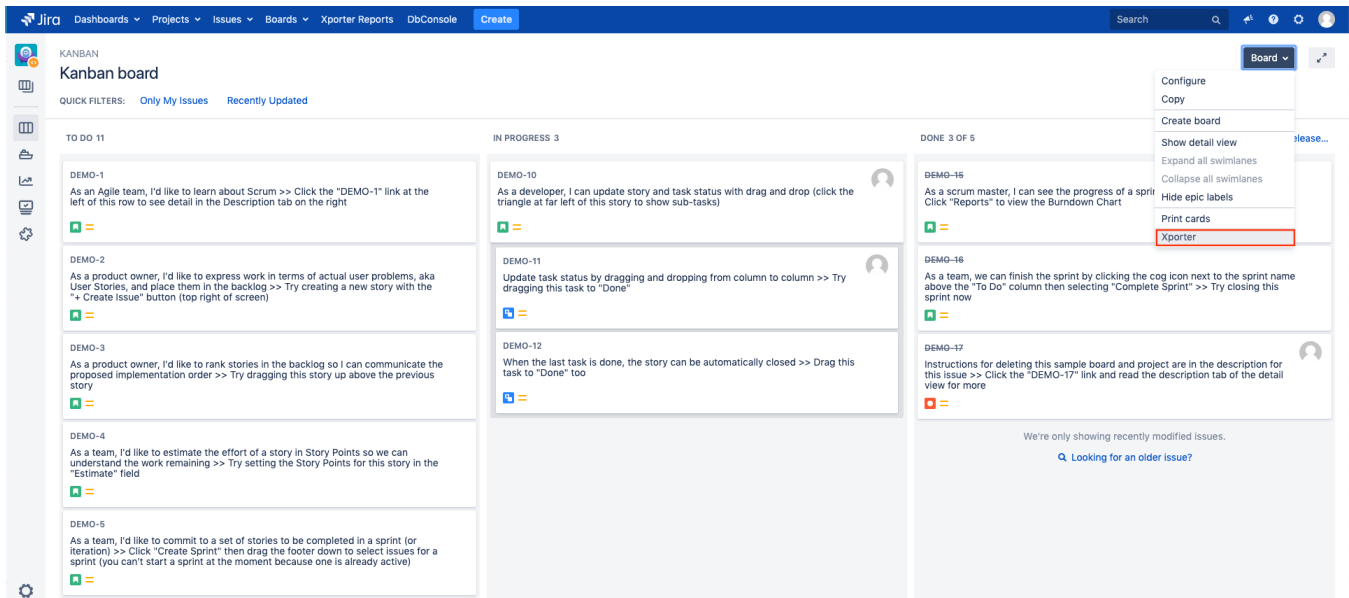 Jira Dashboards Projects Issues Boards Xporter Reports DbConsole Create Search
KANBAN
Kanban board
Board
QUICK FILTERS: Only My Issues Recently Updated
Configure
Copy
Create board
Show detail view
Expand all swimlanes
Collapse all swimlanes
Hide epic labels
Print cards
Xporter
TO DO 11
DEMO-1
As an Agile team, I'd like to learn about Scrum >> Click the "DEMO-1" link at the
left of this row to see detail in the Description tab on the right
DEMO-2
As a product owner, I'd like to express work in terms of actual user problems, aka
User Stories, and place them in the backlog >> Try creating a new story with the
"+ Create Issue" button (top right of screen)
DEMO-3
As a product owner, I'd like to rank stories in the backlog so I can communicate the
proposed implementation order >> Try dragging this story up above the previous
story
DEMO-4
As a team, I'd like to estimate the effort of a story in Story Points so we can
understand the work remaining >> Try setting the Story Points for this story in the
"Estimate" field
DEMO-5
As a team, I'd like to commit to a set of stories to be completed in a sprint (or
iteration) >> Click "Create Sprint" then drag the footer down to select issues for a
sprint (you can't start a sprint at the moment because one is already active)
IN PROGRESS 3
DEMO-10
As a developer, I can update story and task status with drag and drop (click the
triangle at far left of this story to show sub-tasks)
DEMO-11
Update task status by dragging and dropping from column to column >> Try
dragging this task to "Done"
DEMO-12
When the last task is done, the story can be automatically closed >> Drag this
task to "Done" too
DONE 3 OF 5
elease...
DEMO-15
As a scrum master, I can see the progress of a sprin
Click "Reports" to view the Burndown Chart
DEMO-16
As a team, we can finish the sprint by clicking the cog icon next to the sprint name
above the "To Do" column then selecting "Complete Sprint" >> Try closing this
sprint now
DEMO-17
Instructions for deleting this sample board and project are in the description for
this issue >> Click the "DEMO-17" link and read the description tab of the detail
view for more
We're only showing recently modified issues.
Looking for an older issue?